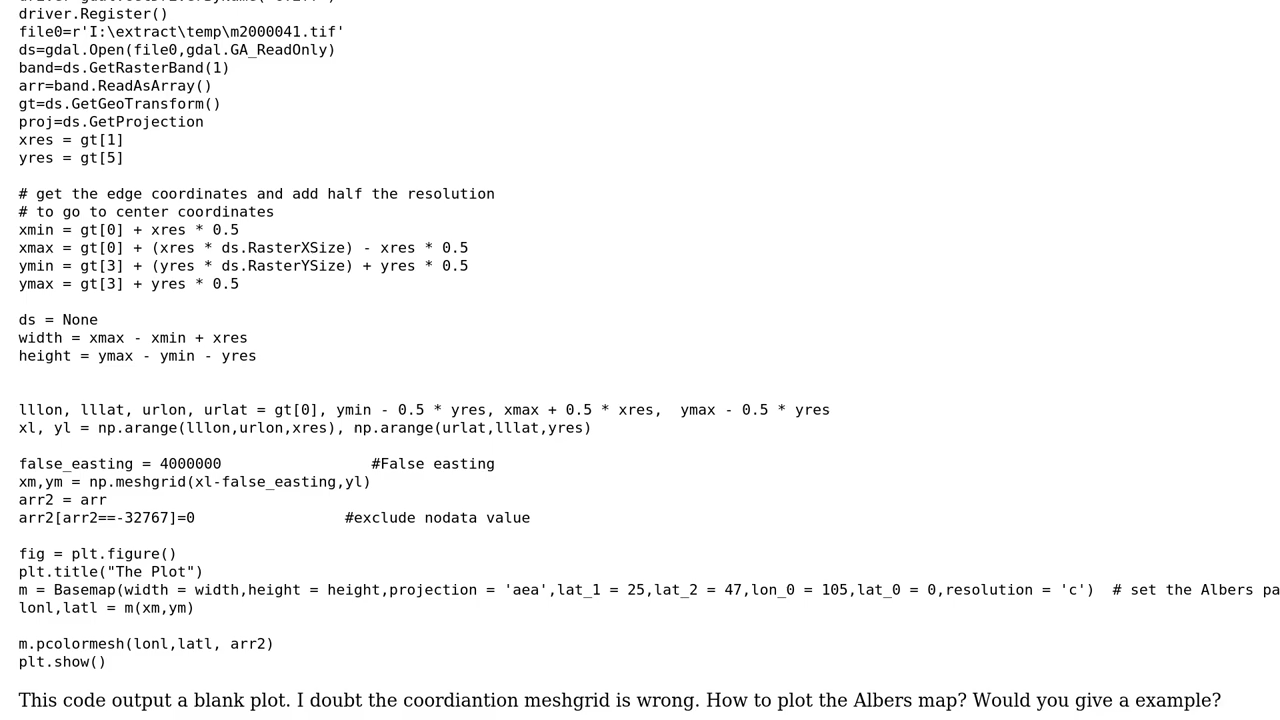 driver.Register()
file0=r'I:\extract\temp\m2000041.tif'
ds=gdal.Open(file0,gdal.GA_ReadOnly)
band=ds.GetRasterBand(1)
arr=band.ReadAsArray()
gt=ds.GetGeoTransform()
proj=ds.GetProjection
xres = gt[1]
yres = gt[5]

# get the edge coordinates and add half the resolution
# to go to center coordinates
xmin = gt[0] + xres * 0.5
xmax = gt[0] + (xres * ds.RasterXSize) - xres * 0.5
ymin = gt[3] + (yres * ds.RasterYSize) + yres * 0.5
ymax = gt[3] + yres * 0.5

ds = None
width = xmax - xmin + xres
height = ymax - ymin - yres

lllon, lllat, urlon, urlat = gt[0], ymin - 0.5 * yres, xmax + 0.5 * xres,  ymax - 0.5 * yres
xl, yl = np.arange(lllon,urlon,xres), np.arange(urlat,lllat,yres)

false_easting = 4000000                 #False easting
xm,ym = np.meshgrid(xl-false_easting,yl)
arr2 = arr
arr2[arr2==-32767]=0                 #exclude nodata value

fig = plt.figure()
plt.title("The Plot")
m = Basemap(width = width,height = height,projection = 'aea',lat_1 = 25,lat_2 = 47,lon_0 = 105,lat_0 = 0,resolution = 'c')  # set the Albers pa
lonl,latl = m(xm,ym)

m.pcolormesh(lonl,latl, arr2)
plt.show()

This code output a blank plot. I doubt the coordiantion meshgrid is wrong. How to plot the Albers map? Would you give a example?